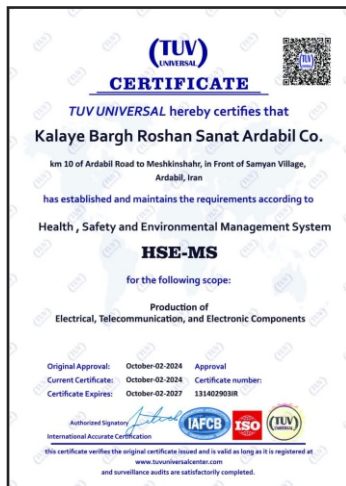 (TUV)
UNIVERSAL
CERTIFICATE
TUV UNIVERSAL hereby certifies that
Kalaye Bargh Roshan Sanat Ardabil Co.
km 10 of Ardabil Road to Meshkinshahr, in Front of Samyan Village,
Ardabil, Iran
has established and maintains the requirements according to
Health , Safety and Environmental Management System
HSE-MS
for the following scope:
Production of
Electrical, Telecommunication, and Electronic Components
Original Approval: October-02-2024 Approval
Current Certificate: October-02-2024 Certificate number:
Certificate Expires: October-02-2027 131402903IR
Authorized Signatory
IAFCB ISO (TUV) UNIVERSAL
International Accurate Certification
this certificate verifies the original certificate issued and is valid as long as it is registered at
www.tuvuniversalcenter.com
and surveillance audits are satisfactorily completed.